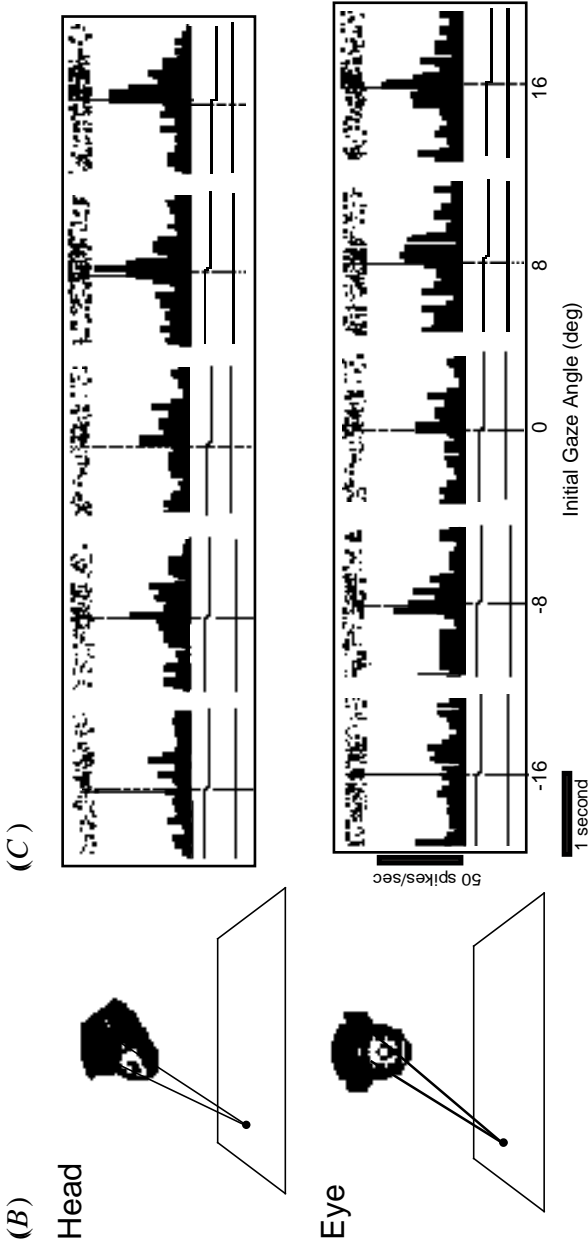 (B)
(C)
Head
Eye
50 spikes/sec
-16
-8
0
8
16
1 second
Initial Gaze Angle (deg)